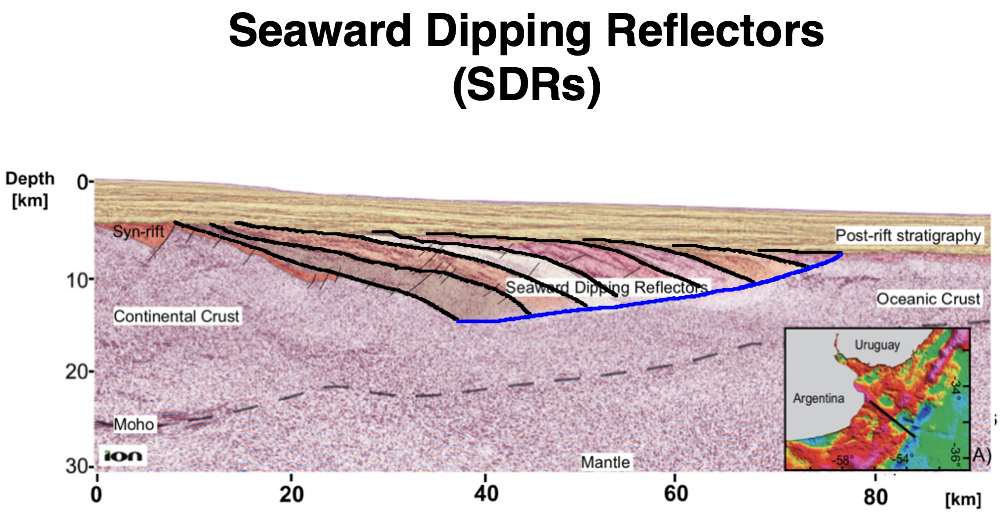 Seaward Dipping Reflectors
(SDRs)
Depth
[km]
0
10
20
30
Syn-rift
Post-rift stratigraphy
Seaward Dipping Reflectors
Oceanic Crust
Continental Crust
Moho
ion
Mantle
Uruguay
Argentina
-34°
-36°
-58°
-54°
A)
0
20
40
60
80
[km]